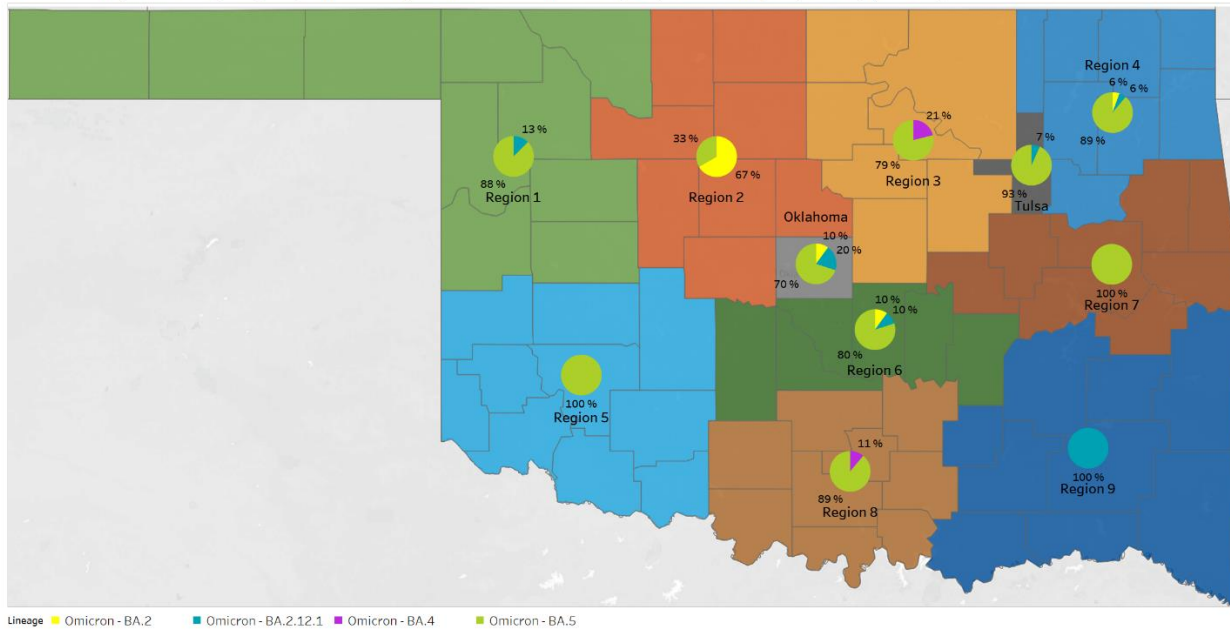 Region 4
6 %
6 %
89 %
13 %
88 %
Region 1
33 %
67 %
Region 2
21 %
79 %
Region 3
7 %
93 %
Tulsa
Oklahoma
10 %
20 %
70 %
100 %
Region 7
10 %
10 %
80 %
Region 6
100 %
Region 5
11 %
89 %
Region 8
100 %
Region 9
Lineage Omicron - BA.2 Omicron - BA.2.12.1 Omicron - BA.4 Omicron - BA.5